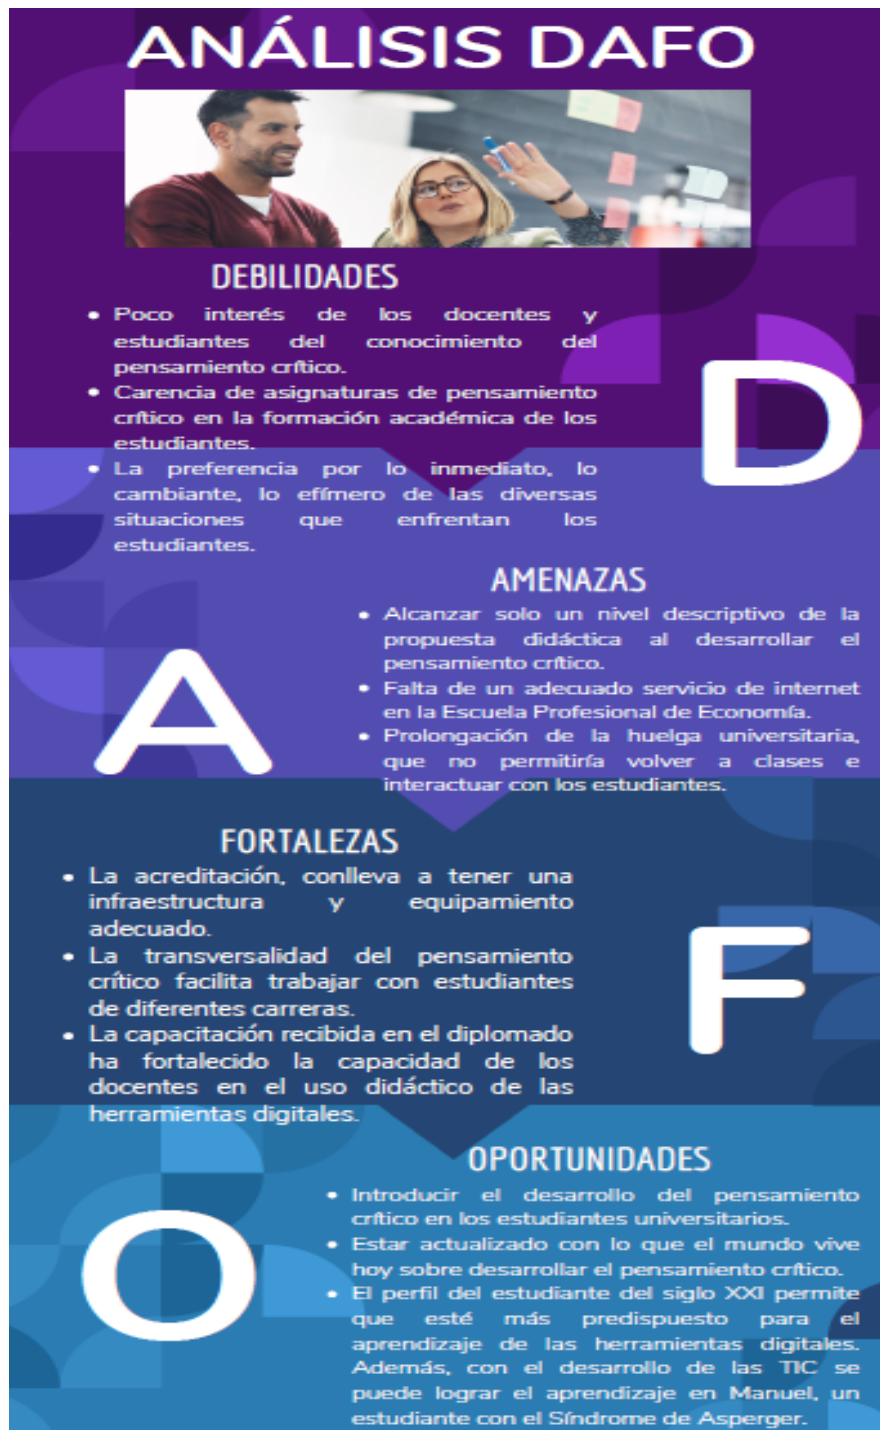 ANÁLISIS DAFO
DEBILIDADES
• Poco interés de los docentes y
estudiantes del conocimiento del
pensamiento crítico.
• Carencia de asignaturas de pensamiento
crítico en la formación académica de los
estudiantes.
• La preferencia por lo inmediato, lo
cambiante, lo efímero de las diversas
situaciones que enfrentan los
estudiantes.
D
AMENAZAS
• Alcanzar solo un nivel descriptivo de la
propuesta didáctica al desarrollar el
pensamiento crítico.
• Falta de un adecuado servicio de internet
en la Escuela Profesional de Economía.
• Prolongación de la huelga universitaria,
que no permitiría volver a clases e
interactuar con los estudiantes.
A
FORTALEZAS
• La acreditación, conlleva a tener una
infraestructura y equipamiento
adecuado.
• La transversalidad del pensamiento
crítico facilita trabajar con estudiantes
de diferentes carreras.
• La capacitación recibida en el diplomado
ha fortalecido la capacidad de los
docentes en el uso didáctico de las
herramientas digitales.
F
OPORTUNIDADES
• Introducir el desarrollo del pensamiento
crítico en los estudiantes universitarios.
• Estar actualizado con lo que el mundo vive
hoy sobre desarrollar el pensamiento crítico.
• El perfil del estudiante del siglo XXI permite
que esté más predispuesto para el
aprendizaje de las herramientas digitales.
Además, con el desarrollo de las TIC se
puede lograr el aprendizaje en Manuel, un
estudiante con el Síndrome de Asperger.
O